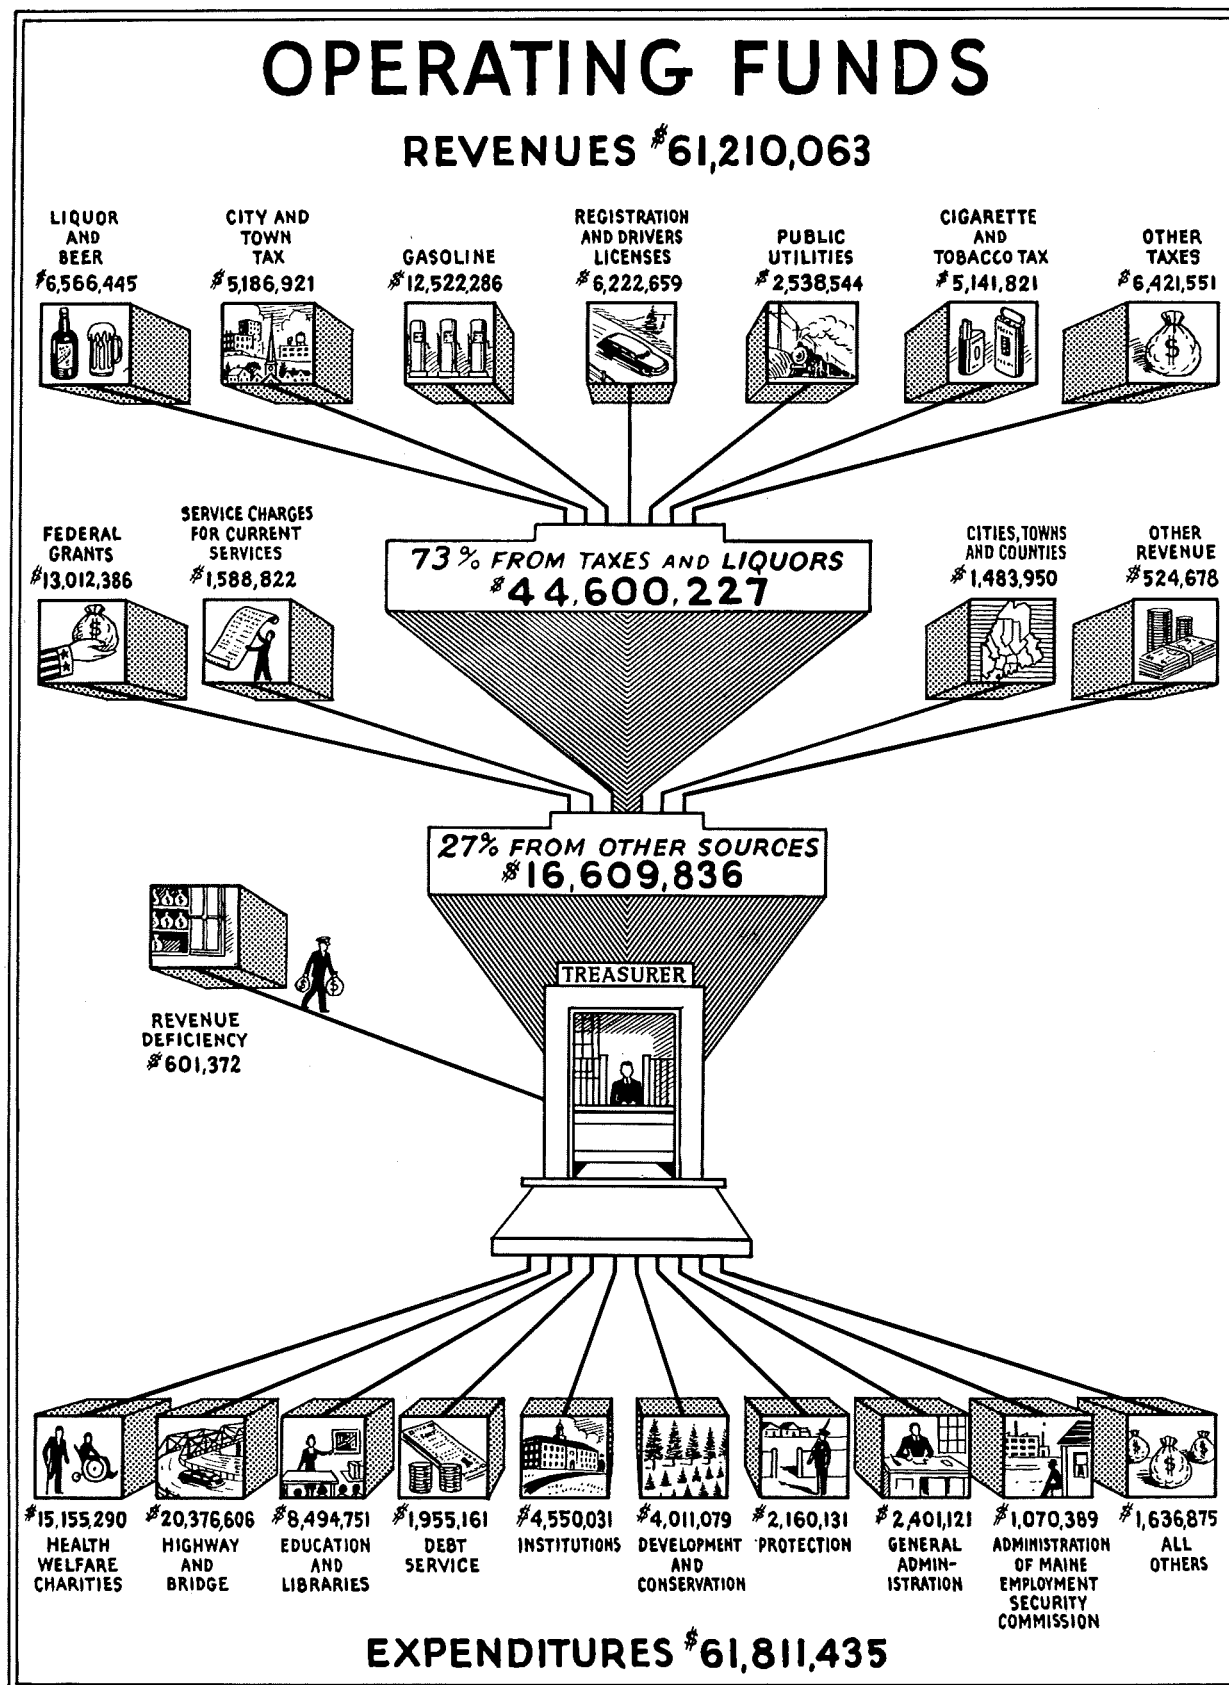 OPERATING FUNDS
REVENUES $61,210,063
LIQUOR
AND
BEER
$6,566,445
CITY AND
TOWN
TAX
$5,186,921
GASOLINE
$12,522,286
REGISTRATION
AND DRIVERS
LICENSES
$6,222,659
PUBLIC
UTILITIES
$2,538,544
CIGARETTE
AND
TOBACCO TAX
$5,141,821
OTHER
TAXES
$6,421,551
FEDERAL
GRANTS
$13,012,386
SERVICE CHARGES
FOR CURRENT
SERVICES
$1,588,822
73% FROM TAXES AND LIQUORS
$44,600,227
CITIES, TOWNS
AND COUNTIES
$1,483,950
OTHER
REVENUE
$524,678
27% FROM OTHER SOURCES
$16,609,836
TREASURER
REVENUE
DEFICIENCY
$601,372
$15,155,290
HEALTH
WELFARE
CHARITIES
$20,376,606
HIGHWAY
AND
BRIDGE
$8,494,751
EDUCATION
AND
LIBRARIES
$1,955,161
DEBT
SERVICE
$4,550,031
INSTITUTIONS
$4,011,079
DEVELOPMENT
AND
CONSERVATION
$2,160,131
PROTECTION
$2,401,121
GENERAL
ADMIN-
ISTRATION
$1,070,389
ADMINISTRATION
OF MAINE
EMPLOYMENT
SECURITY
COMMISSION
$1,636,875
ALL
OTHERS
EXPENDITURES $61,811,435